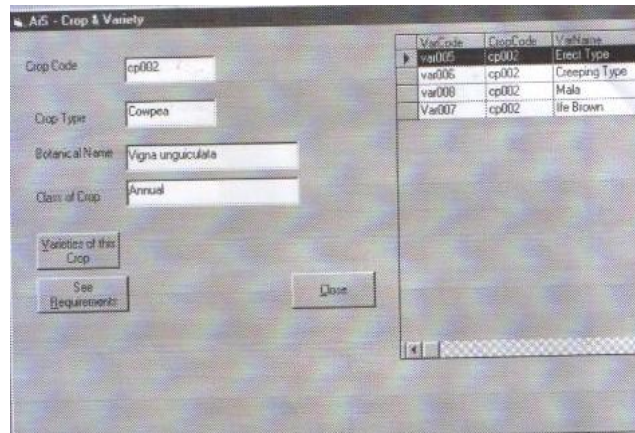 AiS - Crop & Variety
Crop Code cp002
Crop Type Cowpea
Botanical Name Vigna unguiculata
Class of Crop Annual
Varieties of this
Crop
See
Requirements
Close
VarCode CropCode VarName
var005 cp002 Erect Type
var006 cp002 Creeping Type
var008 cp002 Mala
Var007 cp002 Ife Brown